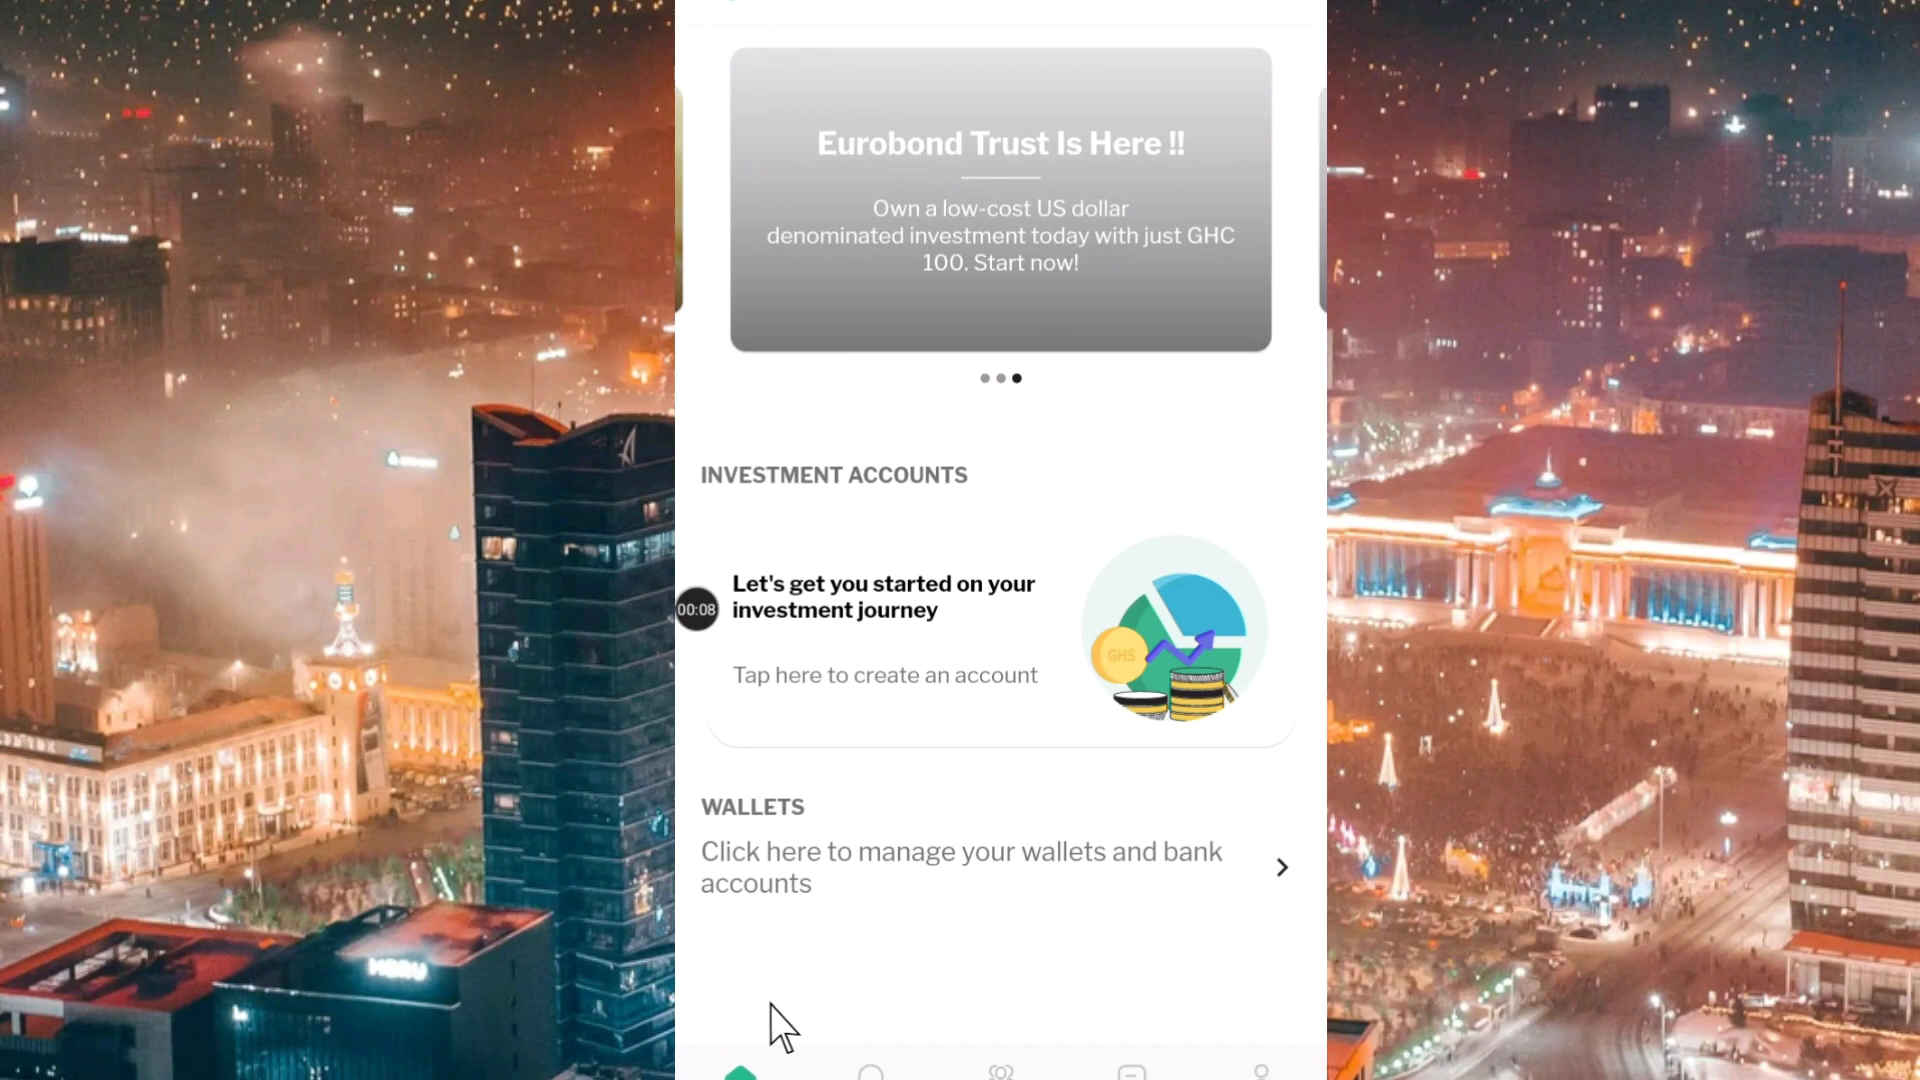 Eurobond Trust Is Here !!
Own a low-cost US dollar
denominated investment today with just GHC
100. Start now!
INVESTMENT ACCOUNTS
Let's get you started on your
investment journey
00:08
GHS
Tap here to create an account
WALLETS
Click here to manage your wallets and bank
accounts